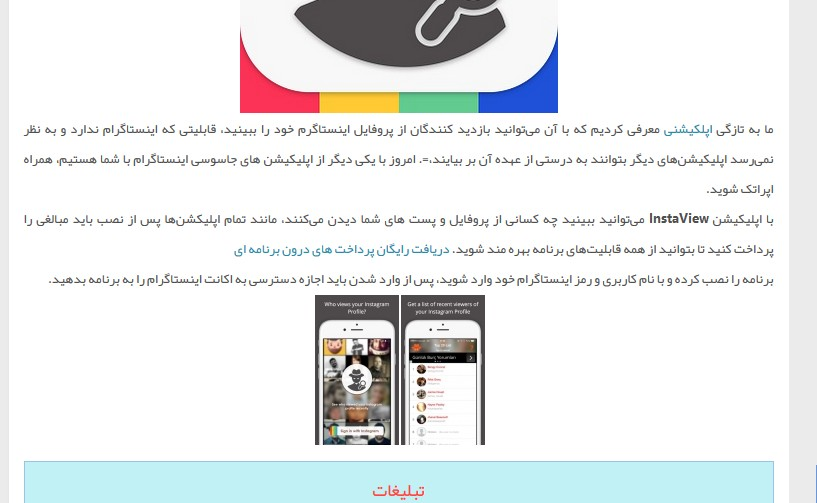 ما به تازگی اپلکیشنی معرفی کردیم که با آن می‌توانید بازدید کنندگان از پروفایل اینستاگرم خود را ببینید، قابلیتی که اینستاگرام ندارد و به نظر
نمی‌رسد اپلیکیشن‌های دیگر بتوانند به درستی از عهده آن بر بیایند،=. امروز با یکی دیگر از اپلیکیشن های جاسوسی اینستاگرام با شما هستیم، همراه
اپراتک شوید.
با اپلیکیشن InstaView می‌توانید ببینید چه کسانی از پروفایل و پست های شما دیدن می‌کنند، مانند تمام اپلیکشن‌ها پس از نصب باید مبالغی را
پرداخت کنید تا بتوانید از همه قابلیت‌های برنامه بهره مند شوید. دریافت رایگان پرداخت های درون برنامه ای
برنامه را نصب کرده و با نام کاربری و رمز اینستاگرام خود وارد شوید، پس از وارد شدن باید اجازه دسترسی به اکانت اینستاگرام را به برنامه بدهید.
Who views your Instagram
Profile?
Sign in with Instagram
Get a list of recent viewers of
your Instagram Profile
تبلیغات